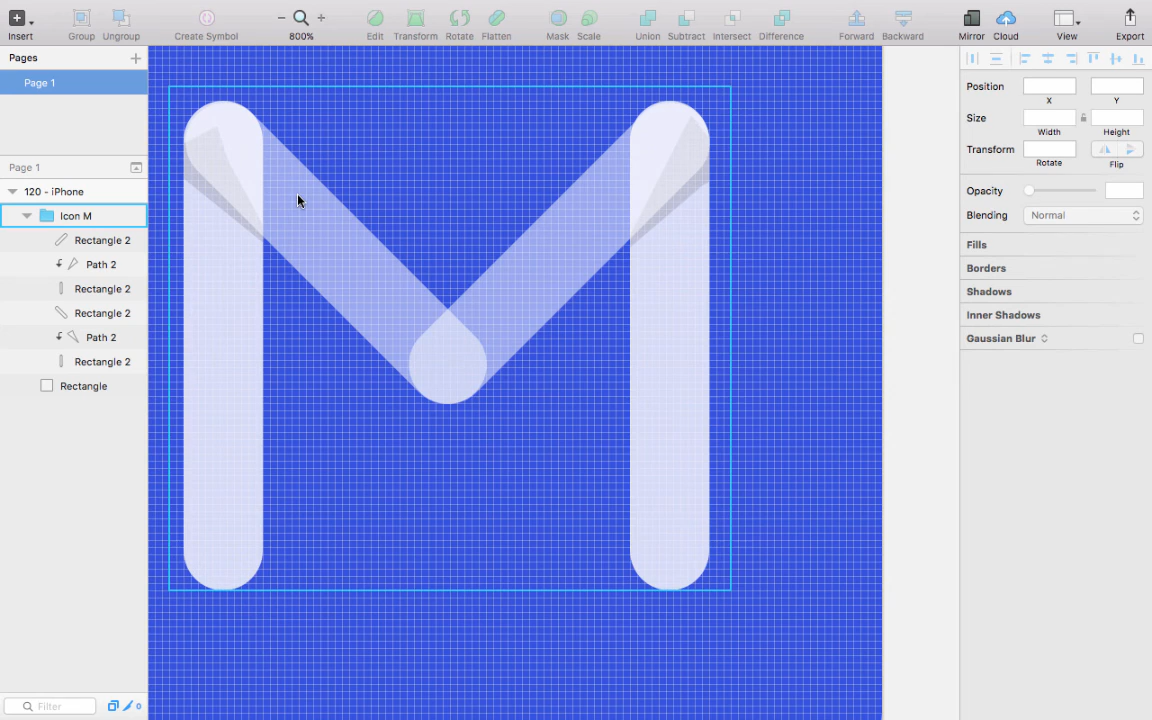 Insert Group Ungroup Create Symbol 800% Edit Transform Rotate Flatten Mask Scale Union Subtract Intersect Difference Forward Backward Mirror Cloud View Export
Pages
Page 1
Page 1
120 - iPhone
Icon M
Rectangle 2
Path 2
Rectangle 2
Rectangle 2
Path 2
Rectangle 2
Rectangle
Filter 0
Position
X Y
Size
Width Height
Transform
Rotate Flip
Opacity
Blending Normal
Fills
Borders
Shadows
Inner Shadows
Gaussian Blur